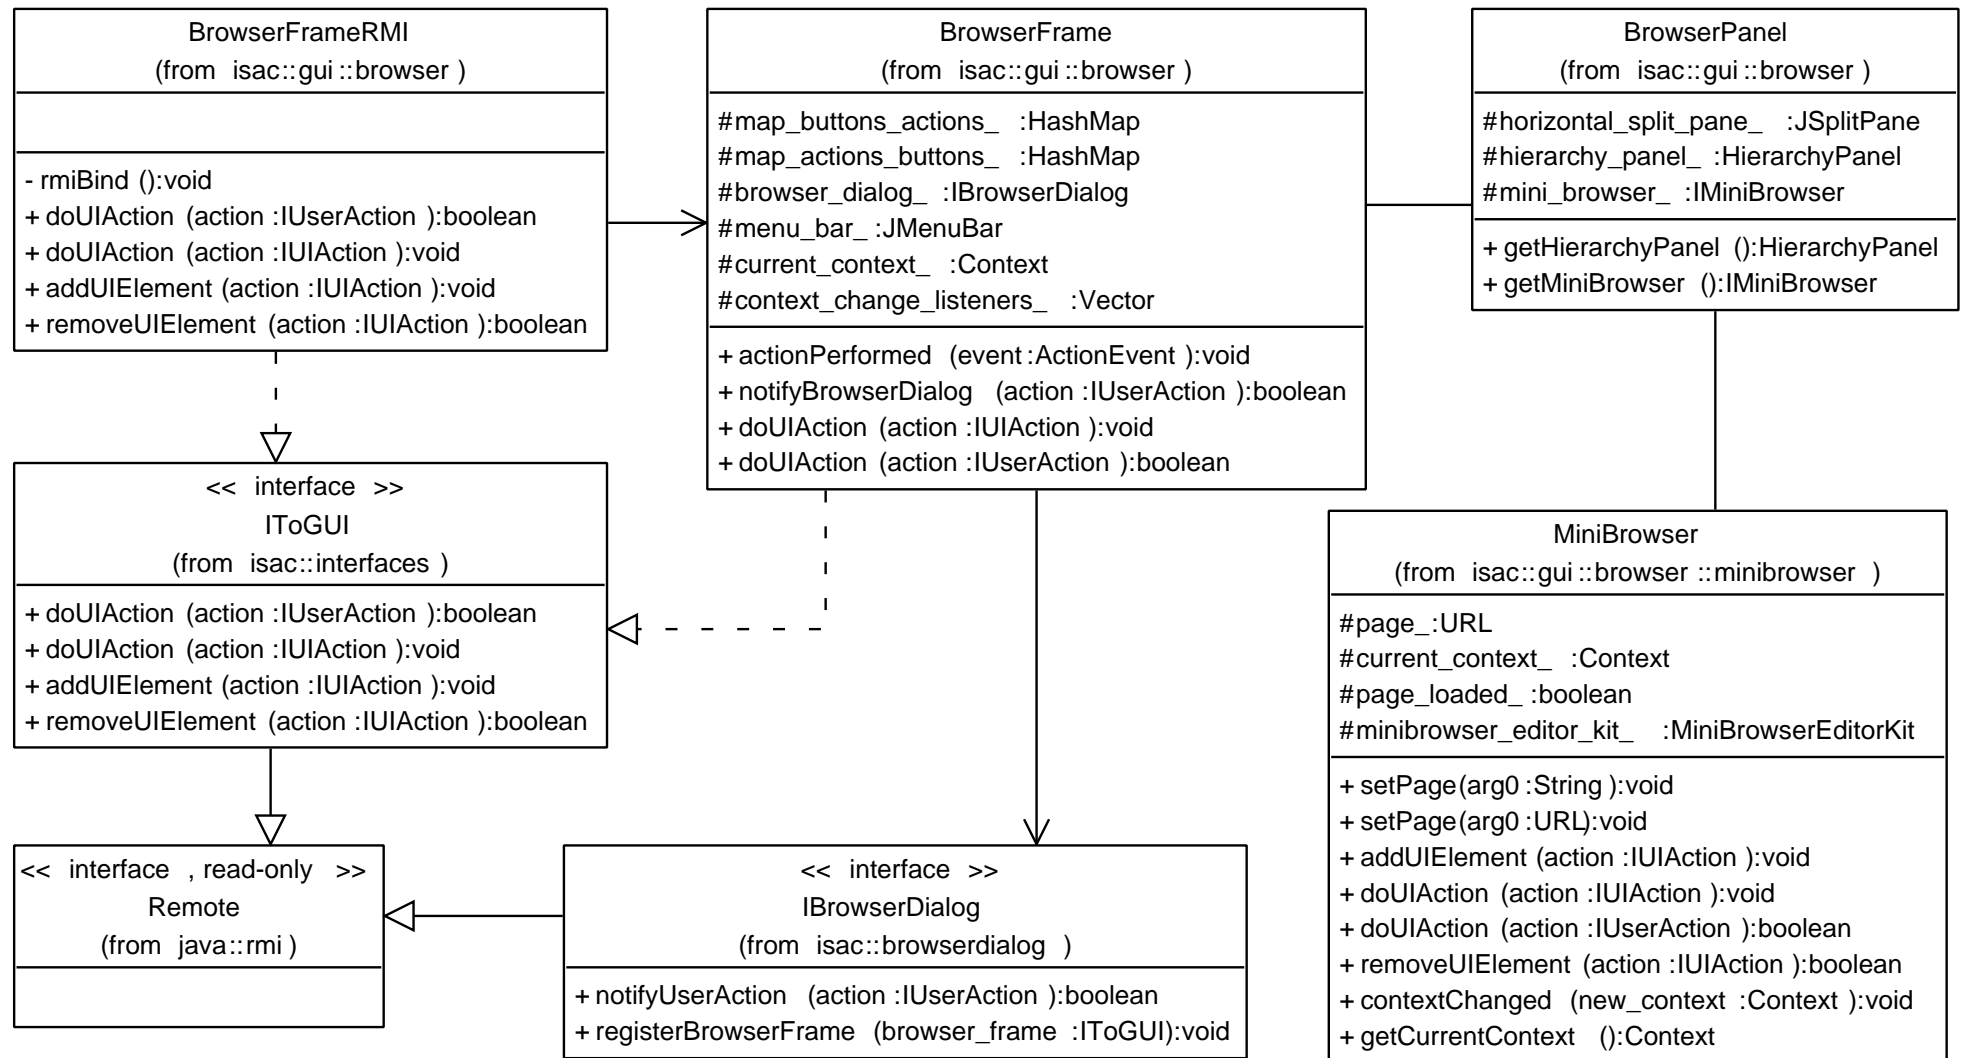 BrowserFrameRMI
(from isac::gui::browser )
- rmiBind ():void
+ doUIAction (action :IUserAction ):boolean
+ doUIAction (action :IUIAction ):void
+ addUIElement (action :IUIAction ):void
+ removeUIElement (action :IUIAction ):boolean
BrowserFrame
(from isac::gui::browser )
#map_buttons_actions_ :HashMap
#map_actions_buttons_ :HashMap
#browser_dialog_ :IBrowserDialog
#menu_bar_ :JMenuBar
#current_context_ :Context
#context_change_listeners_ :Vector
+ actionPerformed (event :ActionEvent ):void
+ notifyBrowserDialog (action :IUserAction ):boolean
+ doUIAction (action :IUIAction ):void
+ doUIAction (action :IUserAction ):boolean
BrowserPanel
(from isac::gui::browser )
#horizontal_split_pane_ :JSplitPane
#hierarchy_panel_ :HierarchyPanel
#mini_browser_ :IMiniBrowser
+ getHierarchyPanel ():HierarchyPanel
+ getMiniBrowser ():IMiniBrowser
<< interface >>
IToGUI
(from isac::interfaces )
+ doUIAction (action :IUserAction ):boolean
+ doUIAction (action :IUIAction ):void
+ addUIElement (action :IUIAction ):void
+ removeUIElement (action :IUIAction ):boolean
MiniBrowser
(from isac::gui::browser ::minibrowser )
#page_:URL
#current_context_ :Context
#page_loaded_ :boolean
#minibrowser_editor_kit_ :MiniBrowserEditorKit
+ setPage(arg0 :String ):void
+ setPage(arg0 :URL):void
+ addUIElement (action :IUIAction ):void
+ doUIAction (action :IUIAction ):void
+ doUIAction (action :IUserAction ):boolean
+ removeUIElement (action :IUIAction ):boolean
+ contextChanged (new_context :Context ):void
+ getCurrentContext ():Context
<< interface , read-only >>
Remote
(from java::rmi )
<< interface >>
IBrowserDialog
(from isac::browserdialog )
+ notifyUserAction (action :IUserAction ):boolean
+ registerBrowserFrame (browser_frame :IToGUI):void